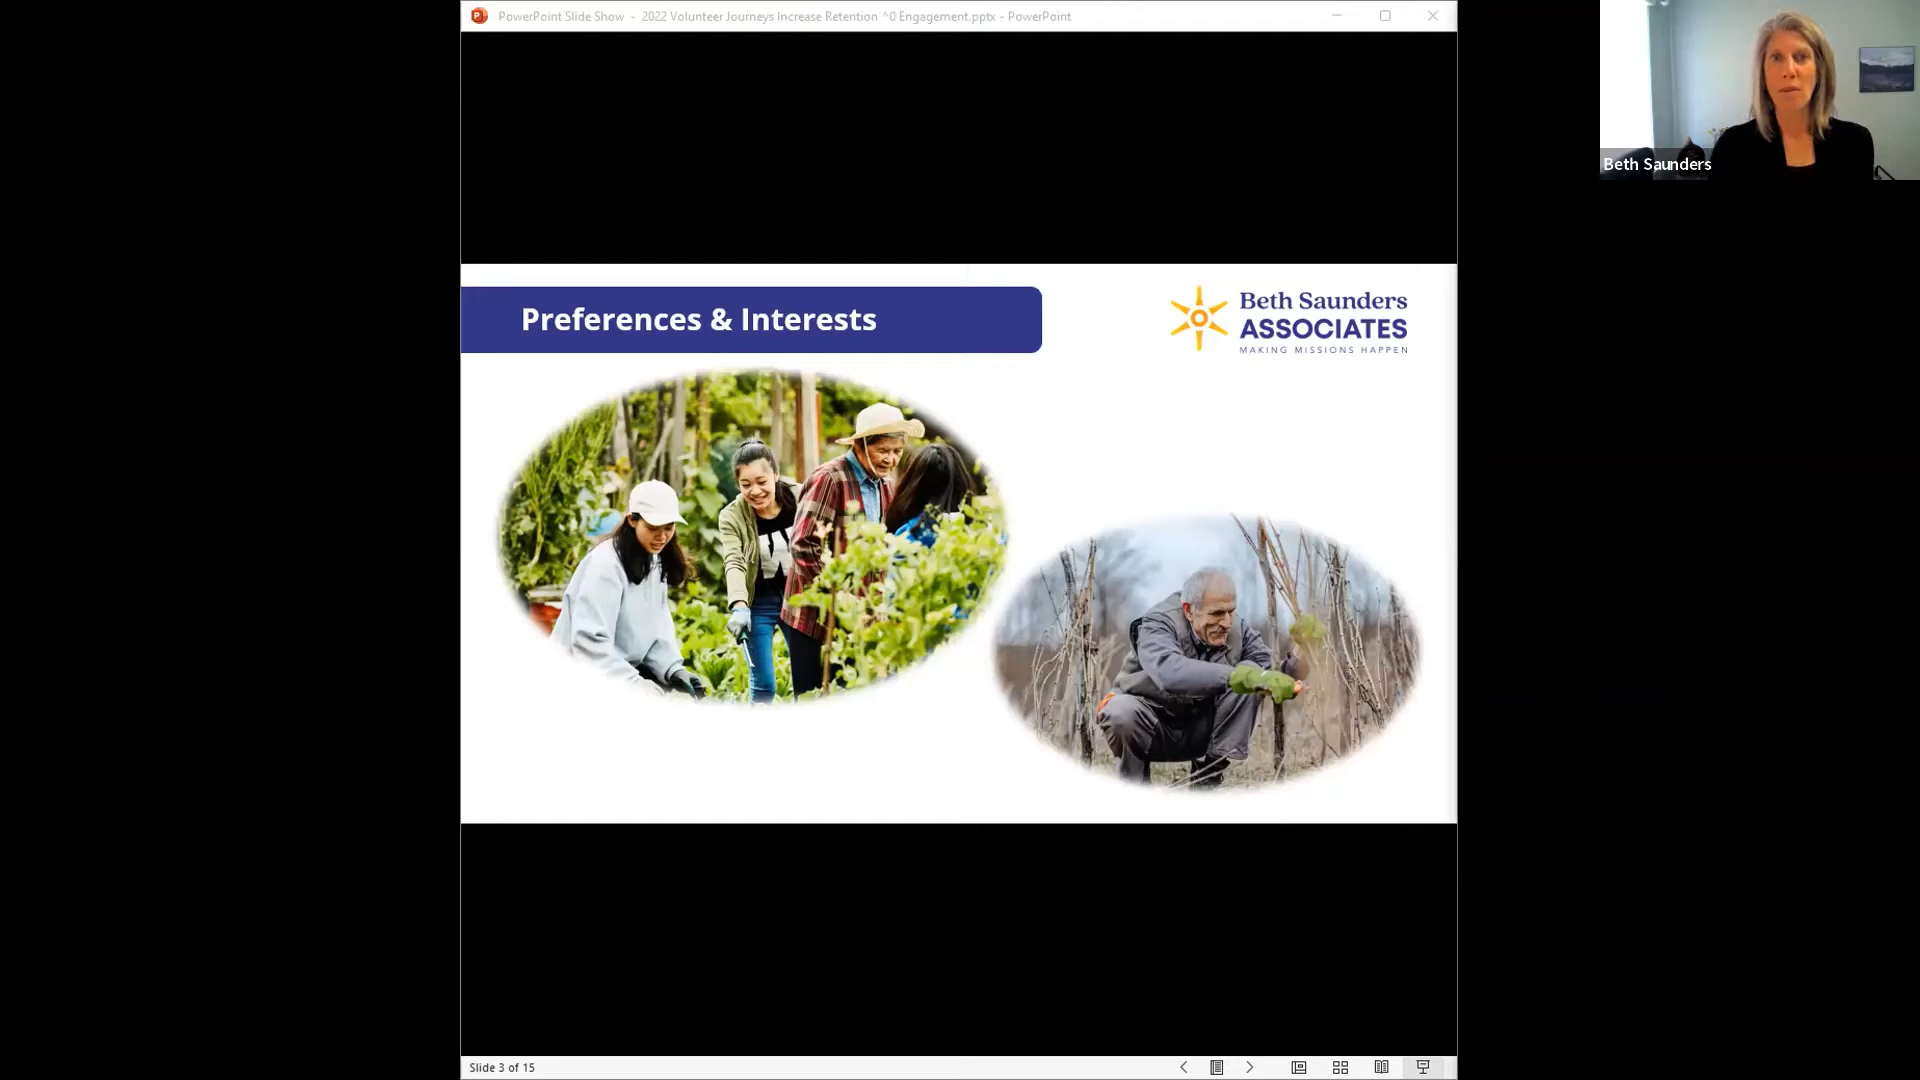 PowerPoint Slide Show - 2022 Volunteer Journeys Increase Retention ^0 Engagement.pptx - PowerPoint
Beth Saunders
Preferences & Interests
Beth Saunders
ASSOCIATES
MAKING MISSIONS HAPPEN
Slide 3 of 15